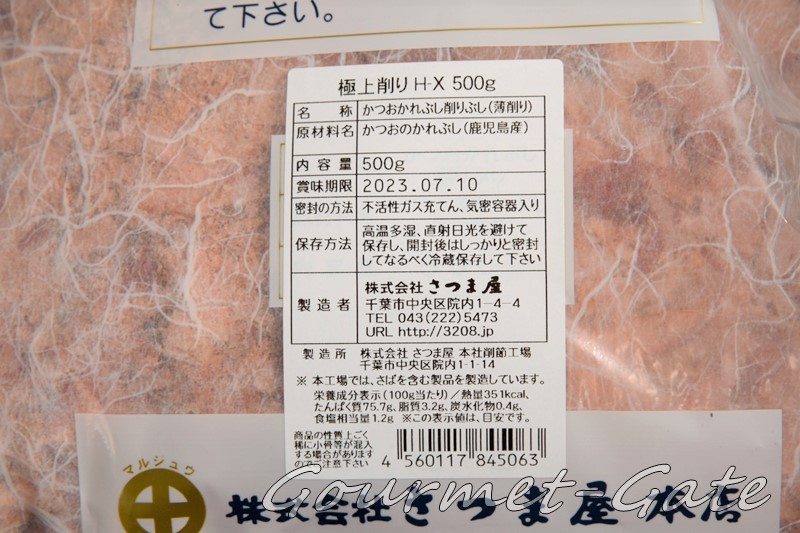 て下さい。
極上削り H-X 500g
名 称 かつおかれぶし削りぶし(薄削り)
原材料名 かつおのかれぶし(鹿児島産)
内容量 500g
賞味期限 2023.07.10
密封の方法 不活性ガス充てん、気密容器入り
保存方法 高温多湿、直射日光を避けて
保存し、開封後はしっかりと密封
してなるべく冷蔵保存して下さい
製造者 株式会社 さつま屋
千葉市中央区院内1-4-4
TEL 043(222)5473
URL http://3208.jp
製造所 株式会社 さつま屋 本社削節工場
千葉市中央区院内1-1-14
※ 本工場では、さばを含む製品を製造しています。
栄養成分表示(100g当たり)/熱量351kcal、
たんぱく質75.7g、脂質3.2g、炭水化物0.4g、
食塩相当量1.2g ※この表示値は、目安です。
商品の性質上ごく
稀に小骨等が混入
する場合があります
のでご注意下さい
4 560117 845063
マルジュウ
株式会社 さつま屋 本店
Gourmet-Gate